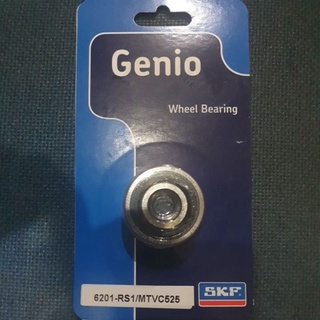 Genio
Wheel Bearing
6201-RS1/MTVC525
SKF